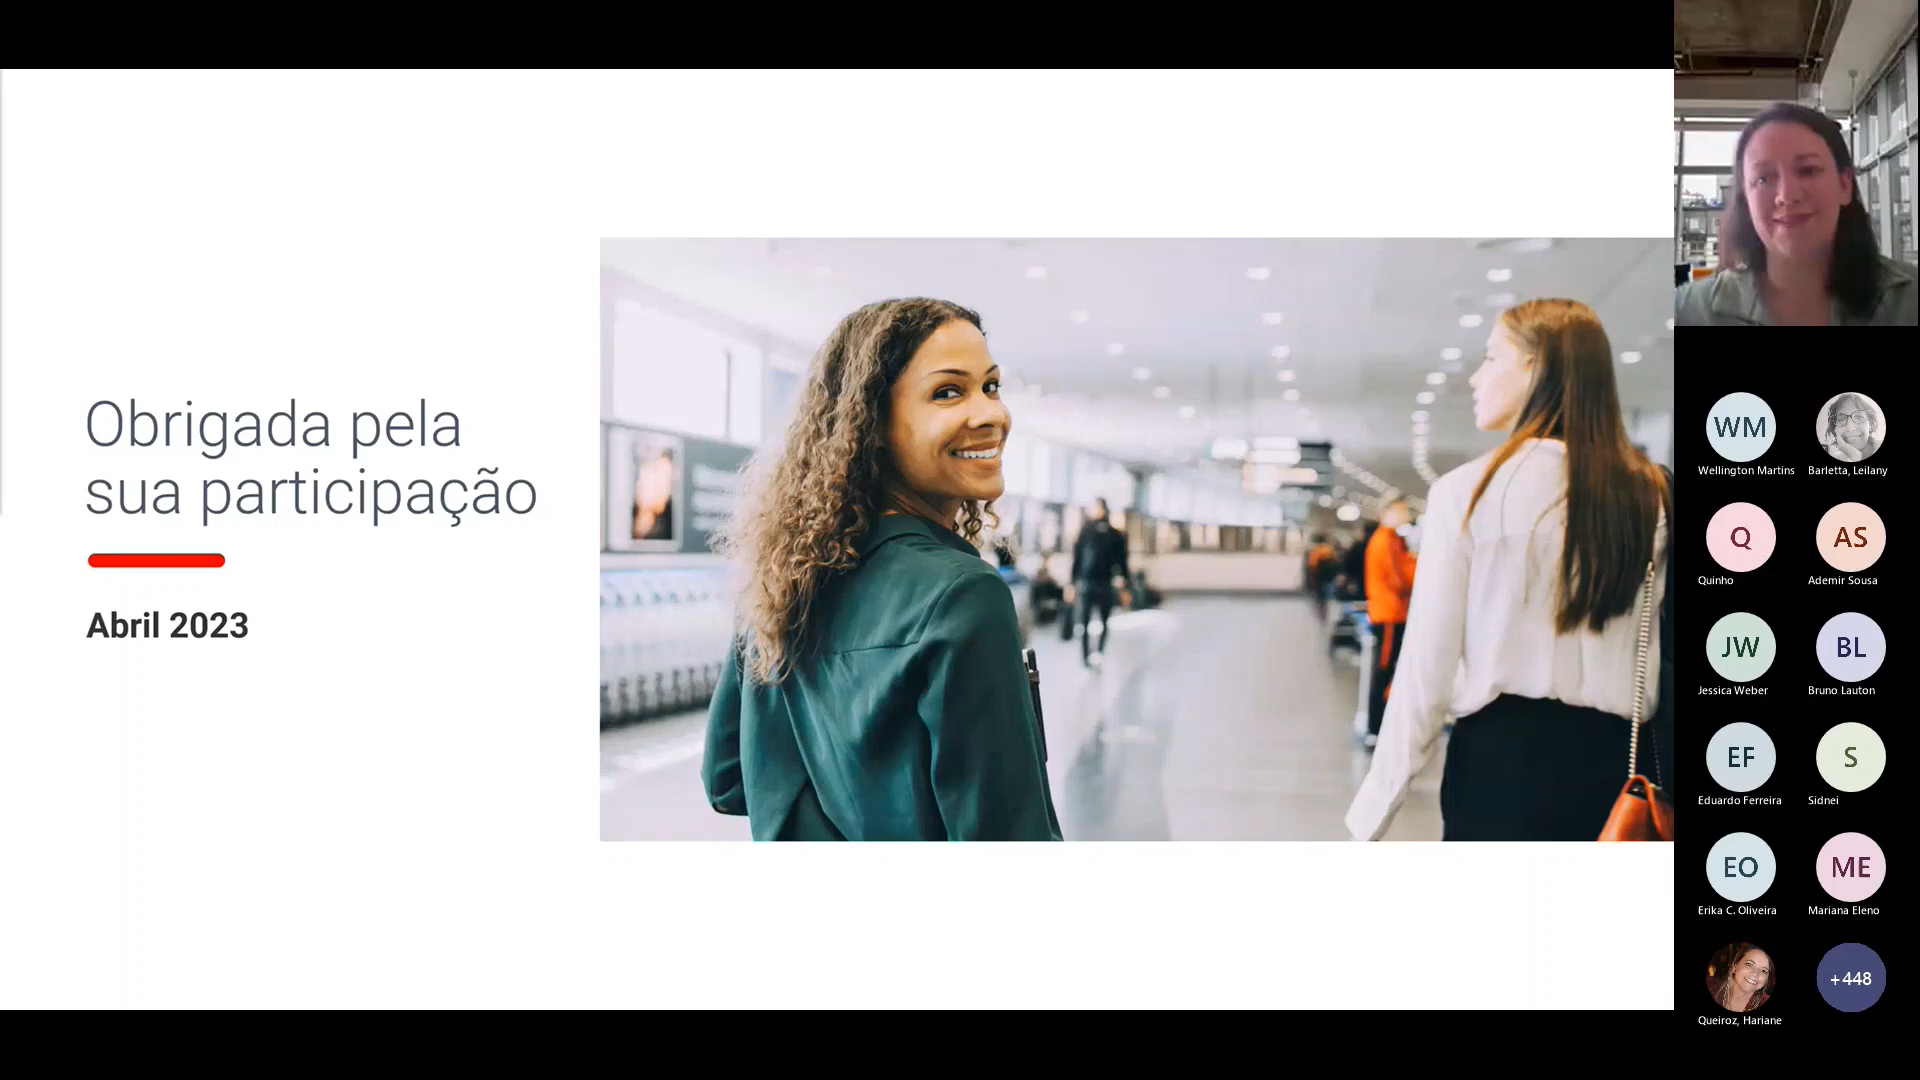 Obrigada pela
sua participação
Abril 2023
WM
Wellington Martins
Barletta, Leilany
Q
Quinho
AS
Ademir Sousa
JW
Jessica Weber
BL
Bruno Lauton
EF
Eduardo Ferreira
S
Sidnei
EO
Erika C. Oliveira
ME
Mariana Eleno
Queiroz, Hariane
+448